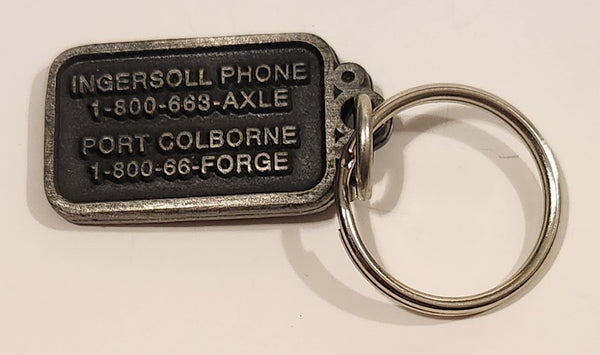 INGERSOLL PHONE
1-800-663-AXLE
PORT COLBORNE
1-800-66-FORGE